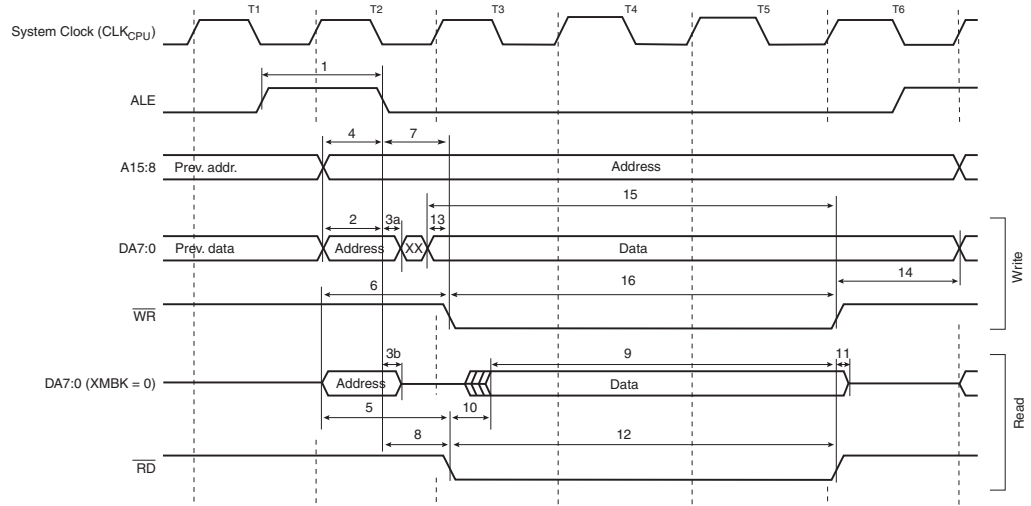 T1 T2 T3 T4 T5 T6
System Clock (CLKCPU)
1
ALE
4 7
A15:8 Prev. addr. Address
15
2 3a 13
DA7:0 Prev. data Address XX Data
14
6 16
WR
Write
3b 9 11
DA7:0 (XMBK = 0) Address Data
5 10
8 12
RD
Read